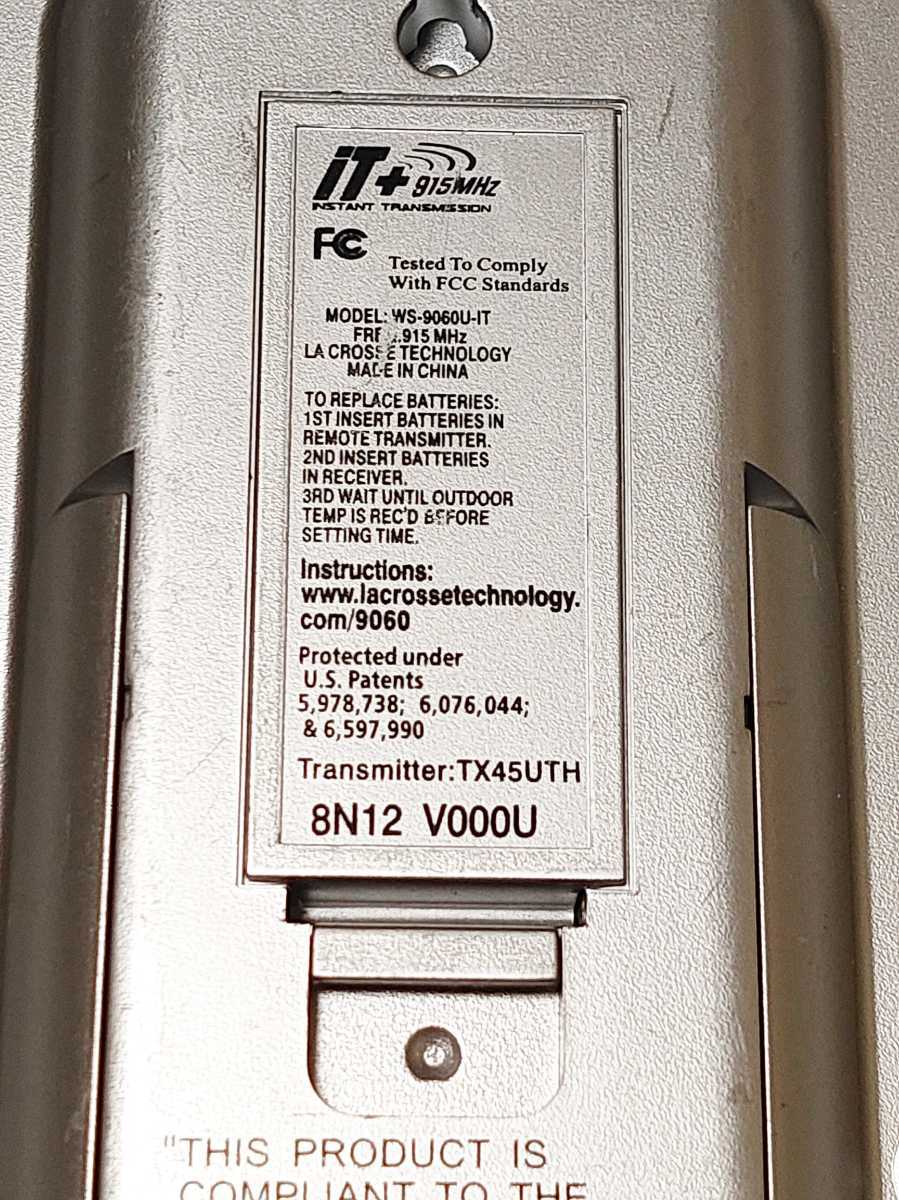 iT+ 915MHz
INSTANT TRANSMISSION
FC Tested To Comply
With FCC Standards
MODEL: WS-9060U-IT
915 MHz
LA CROSSE TECHNOLOGY
MADE IN CHINA
TO REPLACE BATTERIES:
1ST INSERT BATTERIES IN
REMOTE TRANSMITTER.
2ND INSERT BATTERIES
IN RECEIVER.
3RD WAIT UNTIL OUTDOOR
TEMP IS REC'D BEFORE
SETTING TIME.
Instructions:
www.lacrossetechnology.
com/9060
Protected under
U.S. Patents
5,978,738; 6,076,044;
& 6,597,990
Transmitter:TX45UTH
8N12 V000U
"THIS PRODUCT IS
COMPLIANT TO THE